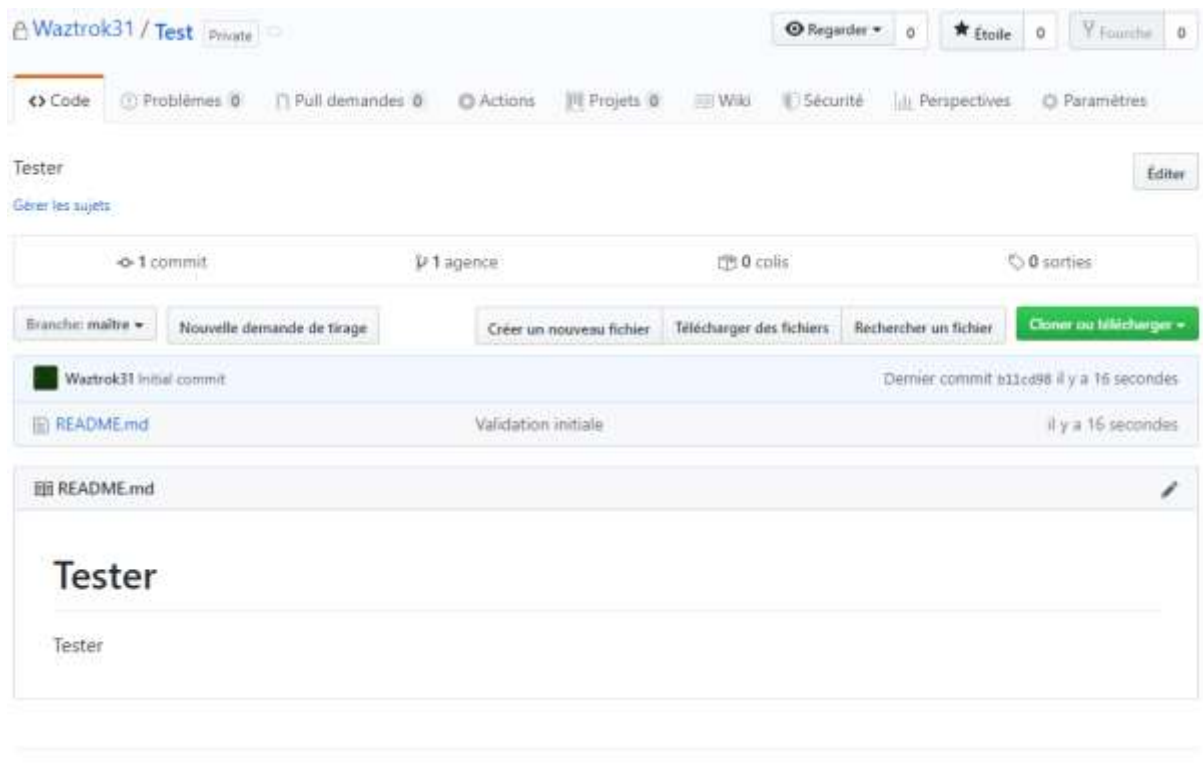 Waztrok31 / Test Private Regarder 0 Étoile 0 Fourche 0
Code Problèmes 0 Pull demandes 0 Actions Projets 0 Wiki Sécurité Perspectives Paramètres
Tester Éditer
Gérer les sujets
1 commit 1 agence 0 colis 0 sorties
Branche: maître Nouvelle demande de tirage Créer un nouveau fichier Télécharger des fichiers Rechercher un fichier Cloner ou télécharger
Waztrok31 Initial commit Dernier commit b11cd98 il y a 16 secondes
README.md Validation initiale il y a 16 secondes
README.md
Tester
Tester